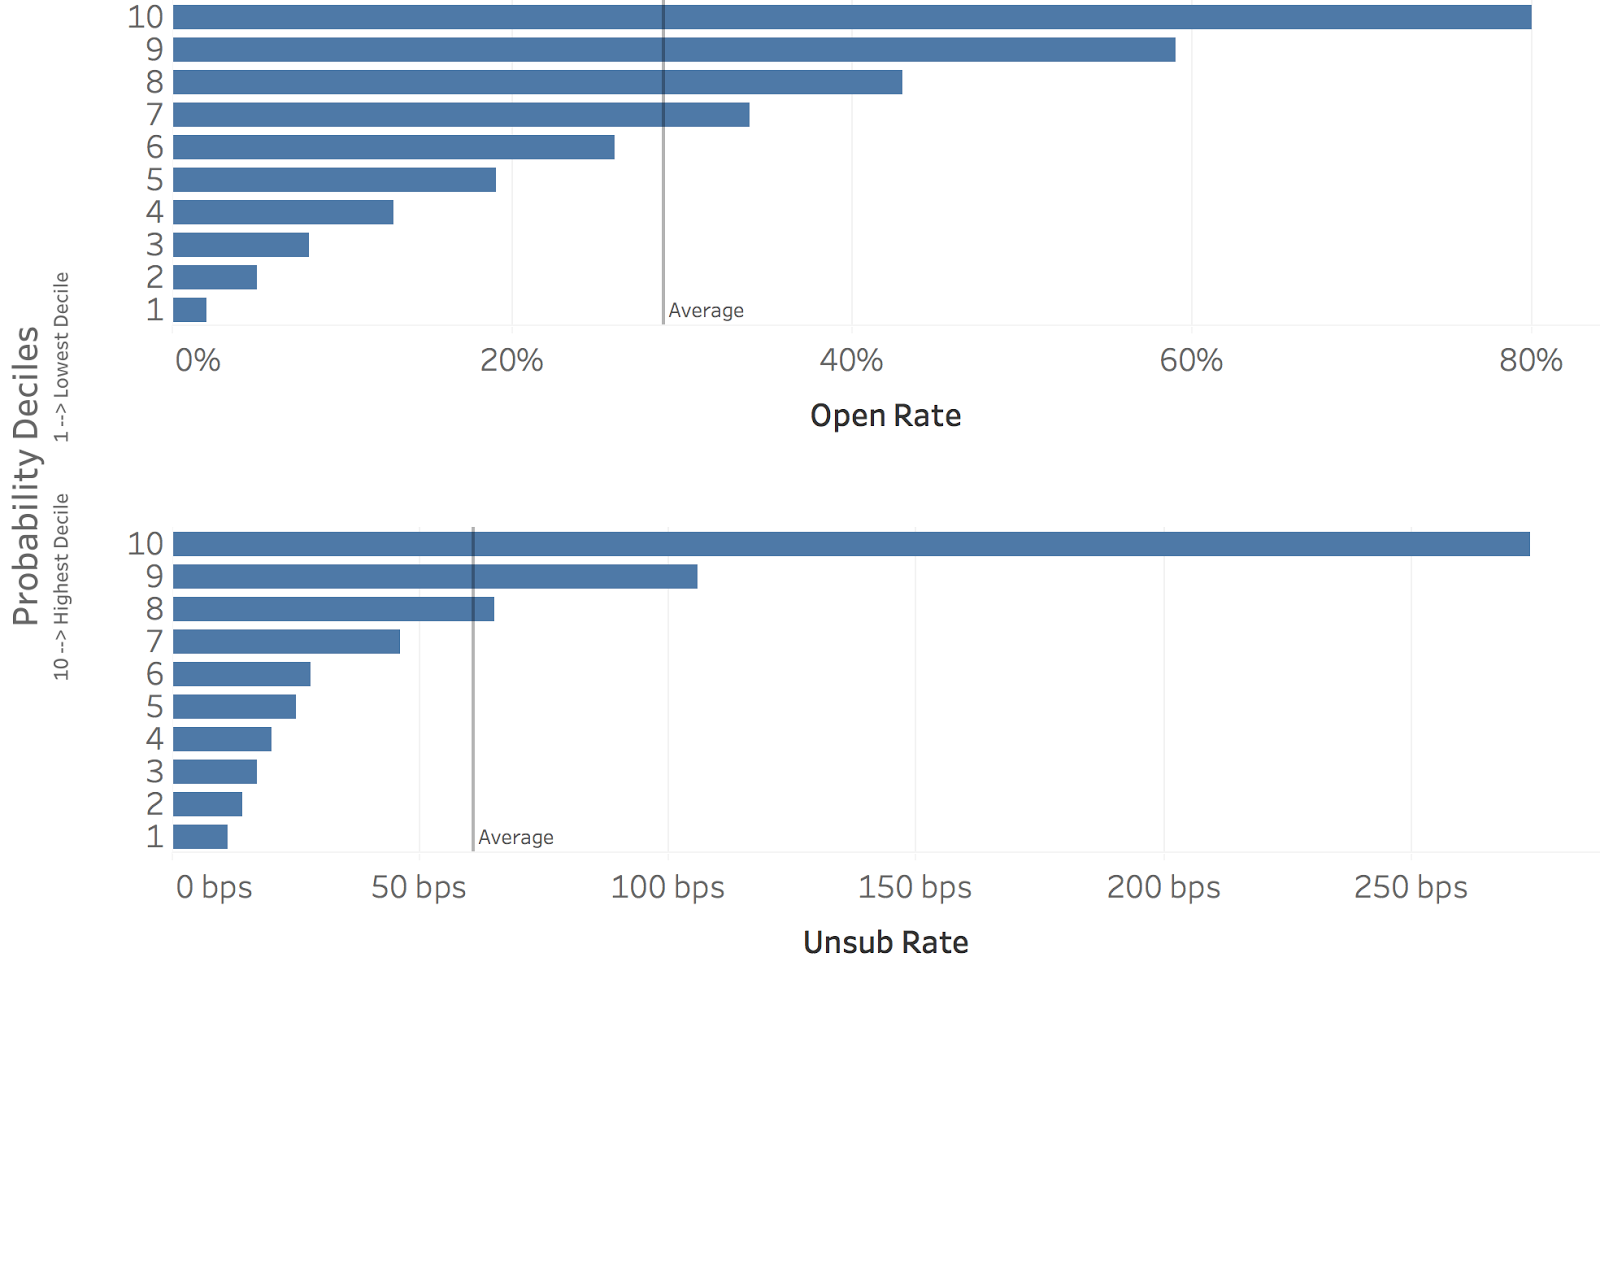 Probability Deciles
10 --> Highest Decile    1 --> Lowest Decile
10
9
8
7
6
5
4
3
2
1
Average
0% 20% 40% 60% 80%
Open Rate
10
9
8
7
6
5
4
3
2
1
Average
0 bps 50 bps 100 bps 150 bps 200 bps 250 bps
Unsub Rate